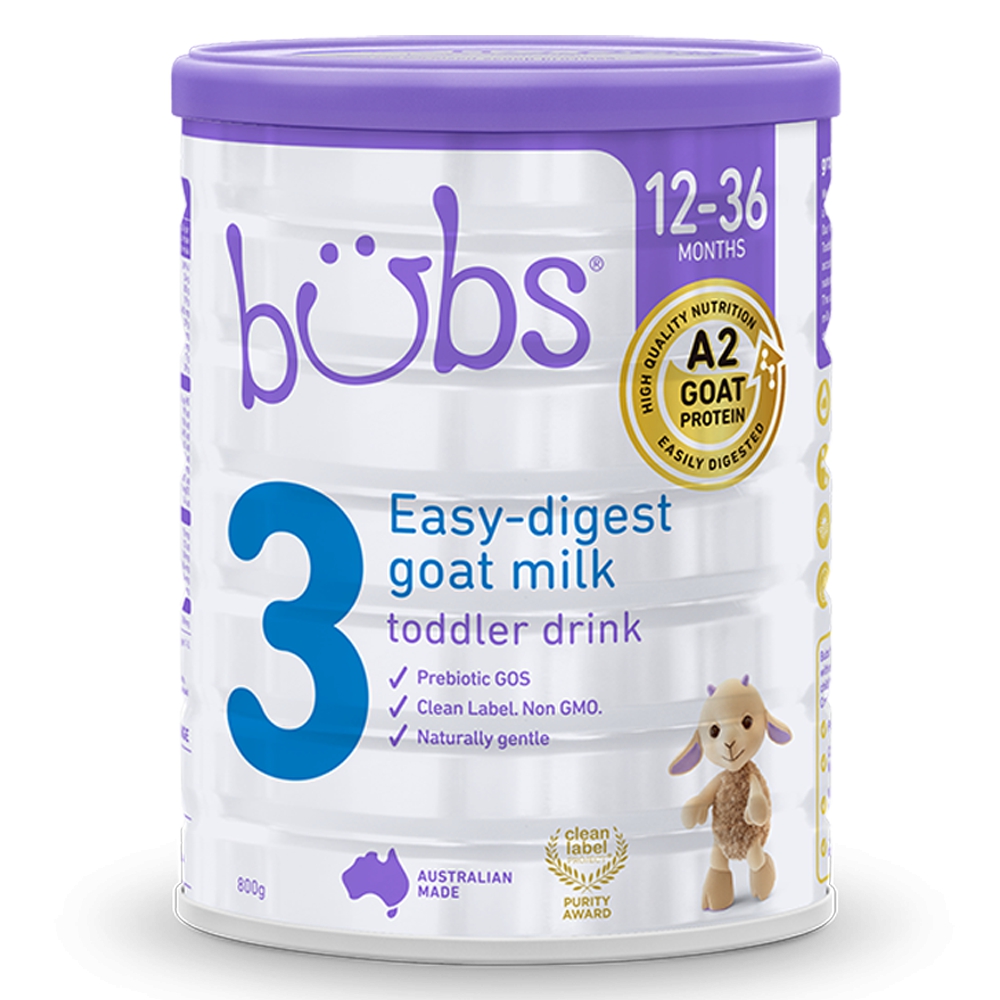 12-36
MONTHS
bübs®
HIGH QUALITY NUTRITION
A2
GOAT
PROTEIN
EASILY DIGESTED
3
Easy-digest
goat milk
toddler drink
✓ Prebiotic GOS
✓ Clean Label. Non GMO.
✓ Naturally gentle
800g
AUSTRALIAN
MADE
clean
label
PROJECT
PURITY
AWARD